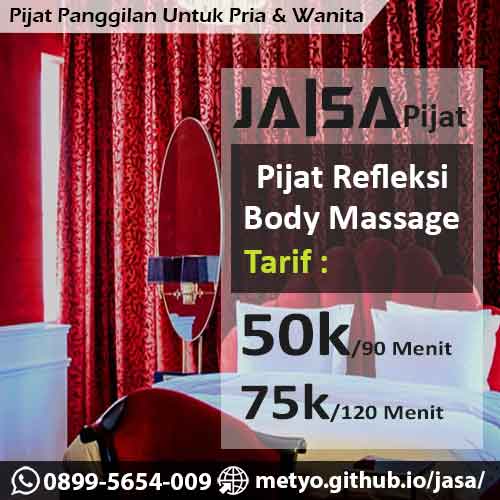 Pijat Panggilan Untuk Pria & Wanita
JA|SA Pijat
Pijat Refleksi
Body Massage
Tarif :
50k/90 Menit
75k/120 Menit
0899-5654-009 metyo.github.io/jasa/